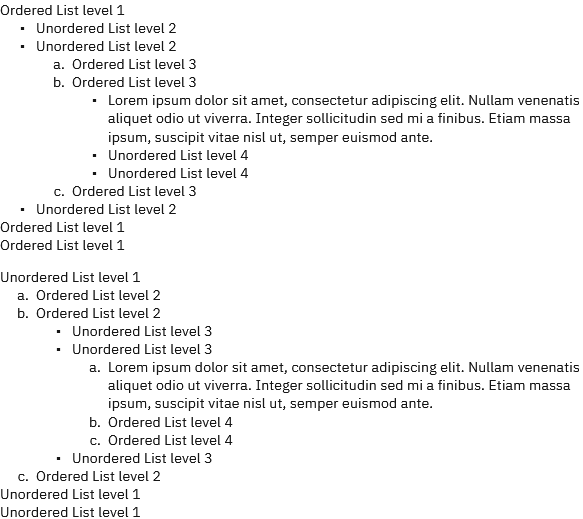 Ordered List level 1
▪ Unordered List level 2
▪ Unordered List level 2
a. Ordered List level 3
b. Ordered List level 3
▪ Lorem ipsum dolor sit amet, consectetur adipiscing elit. Nullam venenatis
aliquet odio ut viverra. Integer sollicitudin sed mi a finibus. Etiam massa
ipsum, suscipit vitae nisl ut, semper euismod ante.
▪ Unordered List level 4
▪ Unordered List level 4
c. Ordered List level 3
▪ Unordered List level 2
Ordered List level 1
Ordered List level 1
Unordered List level 1
a. Ordered List level 2
b. Ordered List level 2
▪ Unordered List level 3
▪ Unordered List level 3
a. Lorem ipsum dolor sit amet, consectetur adipiscing elit. Nullam venenatis
aliquet odio ut viverra. Integer sollicitudin sed mi a finibus. Etiam massa
ipsum, suscipit vitae nisl ut, semper euismod ante.
b. Ordered List level 4
c. Ordered List level 4
▪ Unordered List level 3
c. Ordered List level 2
Unordered List level 1
Unordered List level 1